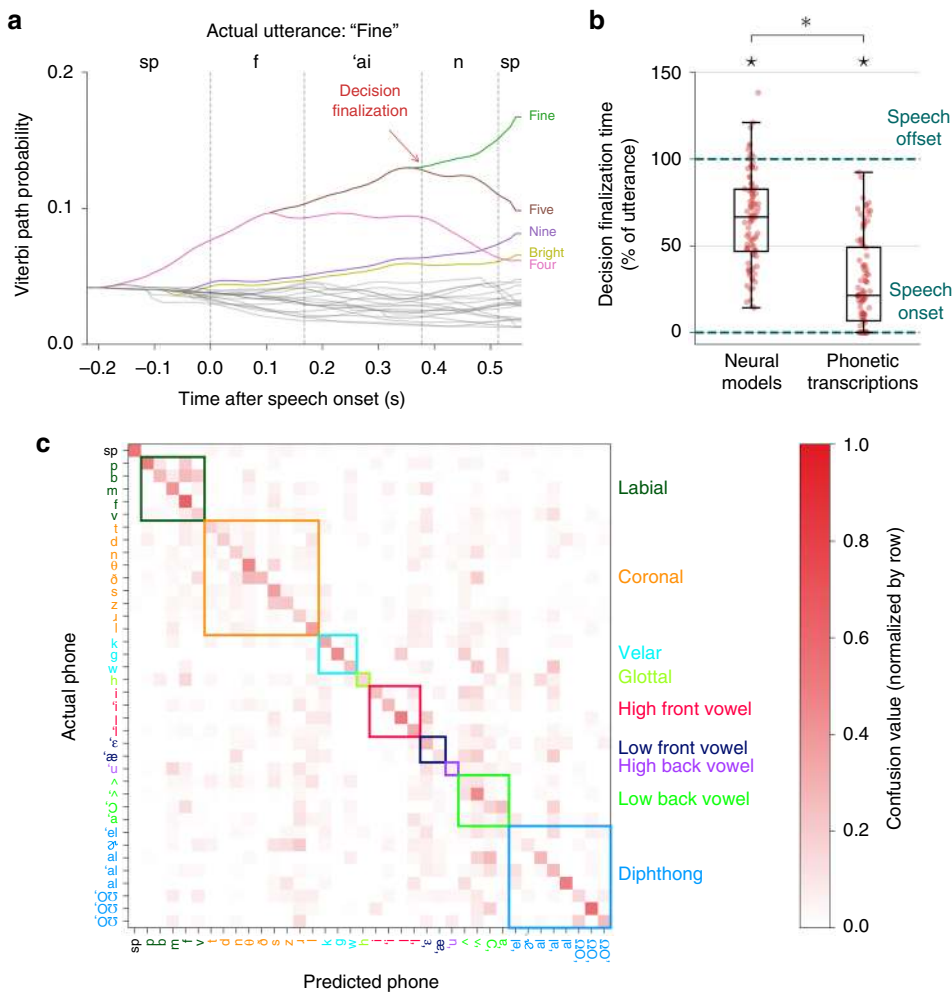 a
Actual utterance: “Fine”
sp f ‘ai n sp
0.2
0.1
0.0
Viterbi path probability
Decision
finalization
Fine
Five
Nine
Bright
Four
−0.2 −0.1 0.0 0.1 0.2 0.3 0.4 0.5
Time after speech onset (s)
b
*
★ ★
150
100
50
0
Decision finalization time
(% of utterance)
Speech
offset
Speech
onset
Neural
models
Phonetic
transcriptions
c
Actual phone
sp
p
b
m
f
v
t
d
n
θ
ð
s
z
ɹ
l
k
g
w
h
i
‘i
‘ɛ
‘æ
‘u
Labial
Coronal
Velar
Glottal
High front vowel
Low front vowel
High back vowel
Low back vowel
Diphthong
sp p b m f v t d n θ ð s z ɹ l k g w h i ‘i
Predicted phone
1.0
0.8
0.6
0.4
0.2
0.0
Confusion value (normalized by row)